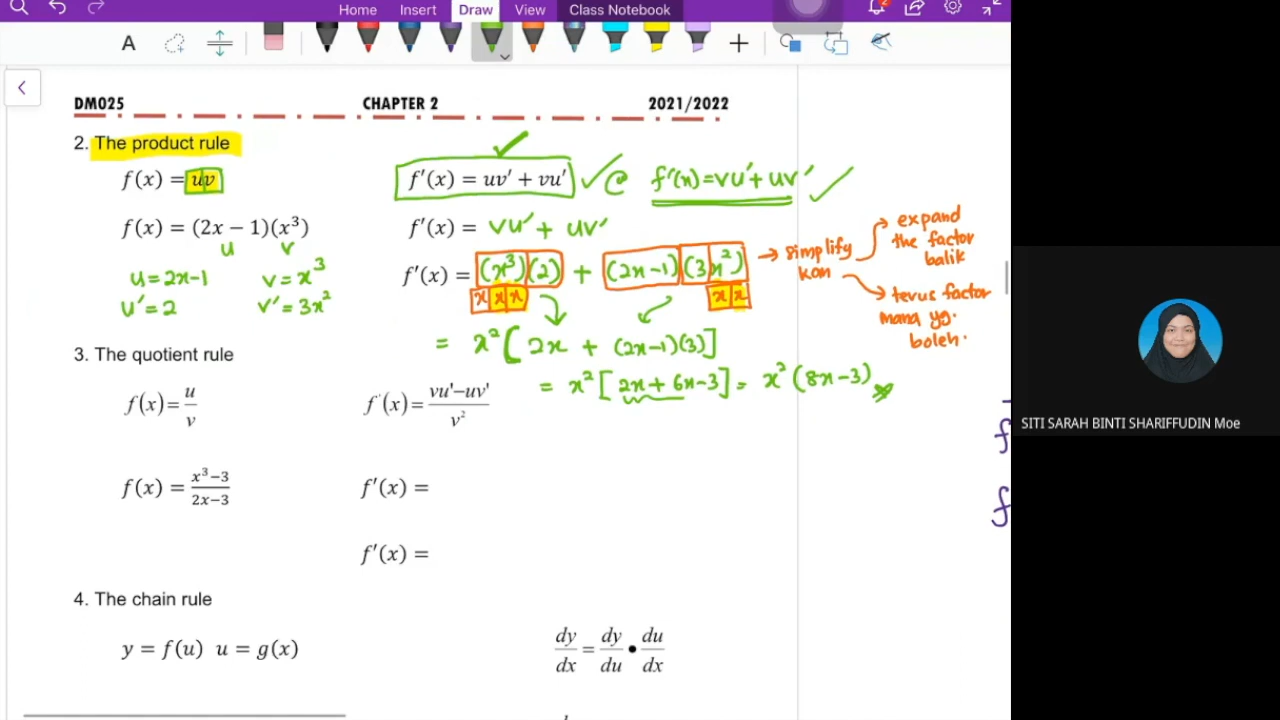 Home Insert Draw View Class Notebook
2
A
DM025 CHAPTER 2 2021/2022
2. The product rule
f(x) = uv f'(x) = uv' + vu' @ f'(x) = vu' + uv'
f(x) = (2x − 1)(x³) f'(x) = vu' + uv'
u v
u = 2x-1 v = x³
u' = 2 v' = 3x²
f'(x) = (x³)(2) + (2x-1)(3x²) → simplify kan
x x x x x
expand
the factor
balik
terus factor
mana yg.
boleh.
= x² [ 2x + (2x-1)(3) ]
= x² [ 2x + 6x - 3 ] = x² (8x - 3)
3. The quotient rule
f(x) = u/v f'(x) = (vu' − uv')/v²
f(x) = (x³−3)/(2x−3) f'(x) =
f'(x) =
f
f
4. The chain rule
y = f(u) u = g(x) dy/dx = dy/du • du/dx
SITI SARAH BINTI SHARIFFUDIN Moe